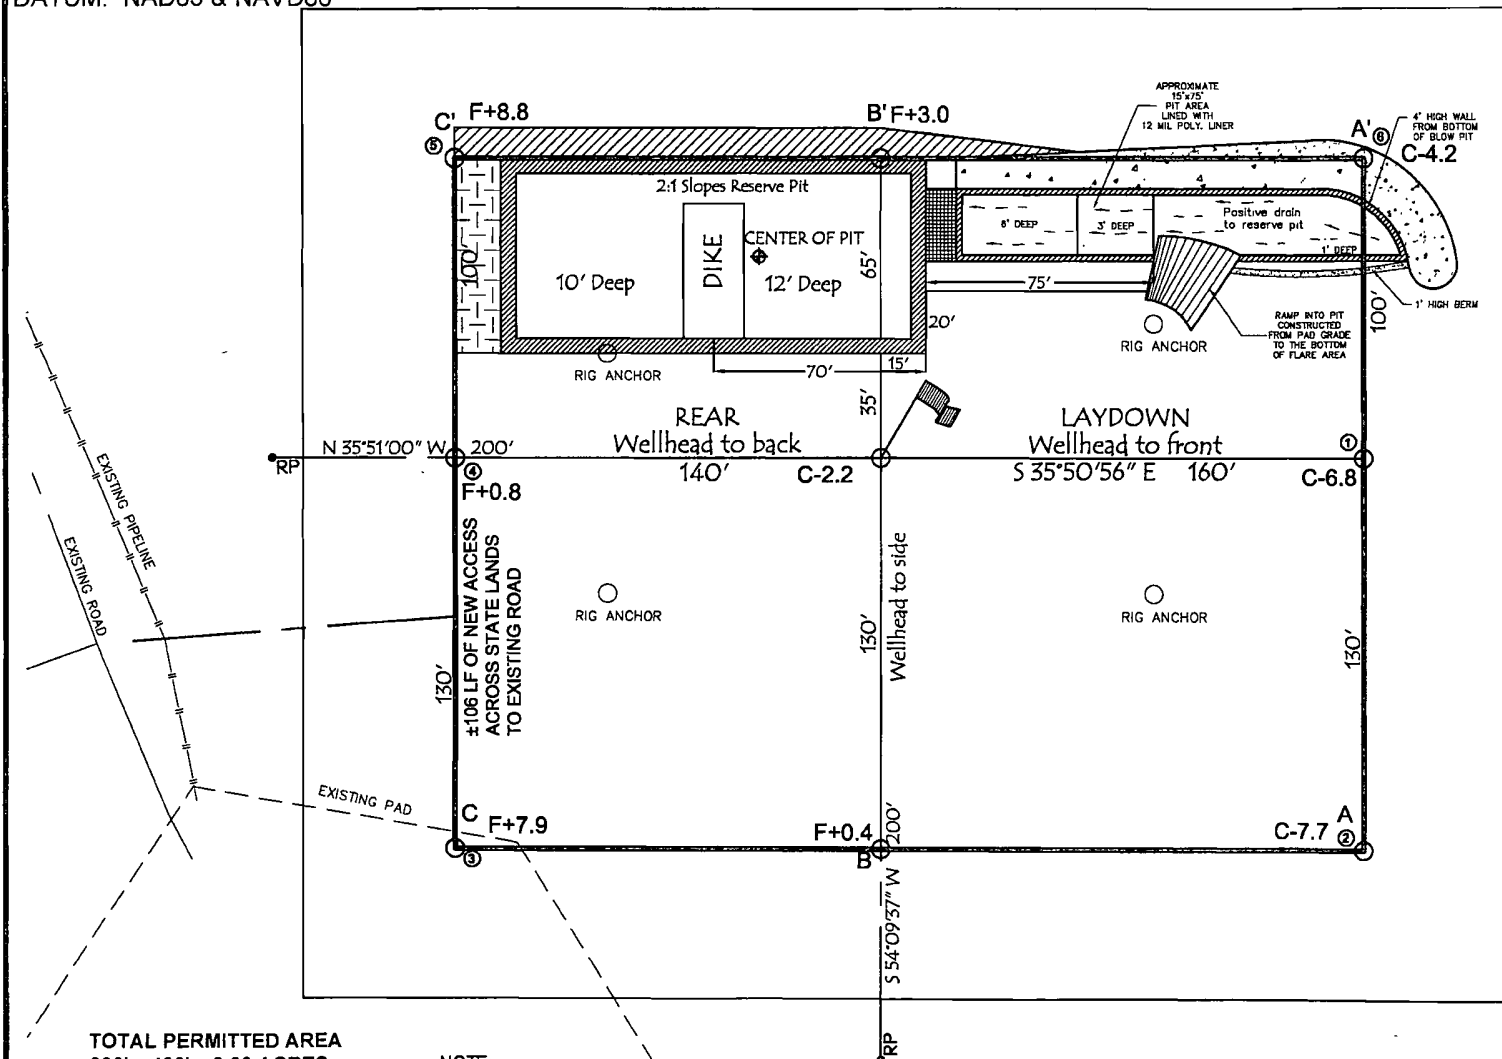 C'
F+8.8
⑤
B' F+3.0
APPROXIMATE
15'x75'
PIT AREA
LINED WITH
12 MIL POLY. LINER
A' ⑥
C-4.2
4' HIGH WALL
FROM BOTTOM
OF BLOW PIT
2:1 Slopes Reserve Pit
DIKE
CENTER OF PIT
10' Deep
12' Deep
100'
65'
3' DEEP
Positive drain
to reserve pit
1' DEEP
75'
20'
1' HIGH BERM
100'
RAMP INTO PIT
CONSTRUCTED
FROM PAD GRADE
TO THE BOTTOM
OF FLARE AREA
RIG ANCHOR
RIG ANCHOR
70'
15'
35'
REAR
Wellhead to back
140'
LAYDOWN
Wellhead to front
S 35°50'56" E 160'
RP
N 35°51'00" W 200'
④
F+0.8
C-2.2
①
C-6.8
EXISTING PIPELINE
EXISTING ROAD
±106 LF OF NEW ACCESS
ACROSS STATE LANDS
TO EXISTING ROAD
130'
RIG ANCHOR
RIG ANCHOR
130'
Wellhead to side
130'
EXISTING PAD
C
F+7.9
③
F+0.4
B
200'
C-7.7
A
②
S 54°09'37" W
RP
TOTAL PERMITTED AREA